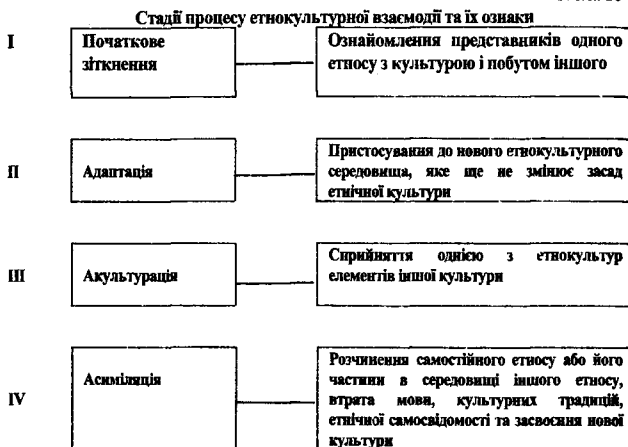 Стадії процесу етнокультурної взаємодії та їх ознаки
I
Початкове
зіткнення
Ознайомлення представників одного
етносу з культурою і побутом іншого
II
Адаптація
Пристосування до нового етнокультурного
середовища, яке ще не змінює засад
етнічної культури
III
Акультурація
Сприйняття однією з етнокультур
елементів іншої культури
IV
Асиміляція
Розчинення самостійного етносу або його
частини в середовищі іншого етносу,
втрата мови, культурних традицій,
етнічної самосвідомості та засвоєння нової
культури